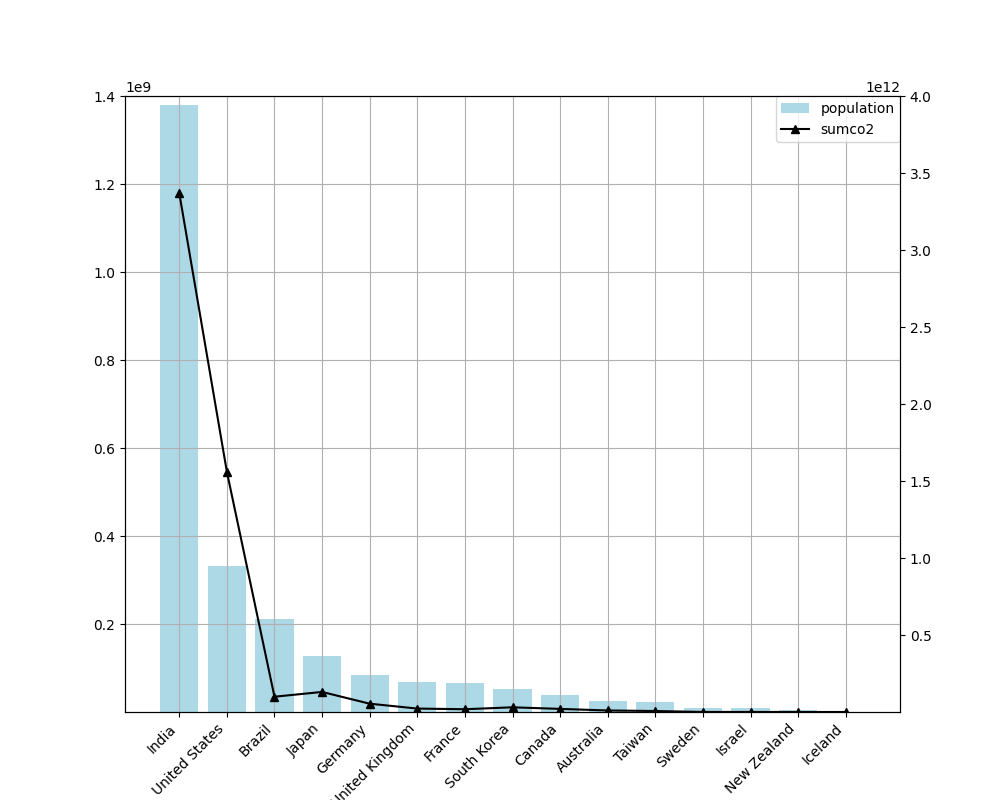 1e9
1e12
1.4
1.2
1.0
0.8
0.6
0.4
0.2
4.0
3.5
3.0
2.5
2.0
1.5
1.0
0.5
population
sumco2
India
United States
Brazil
Japan
Germany
United Kingdom
France
South Korea
Canada
Australia
Taiwan
Sweden
Israel
New Zealand
Iceland